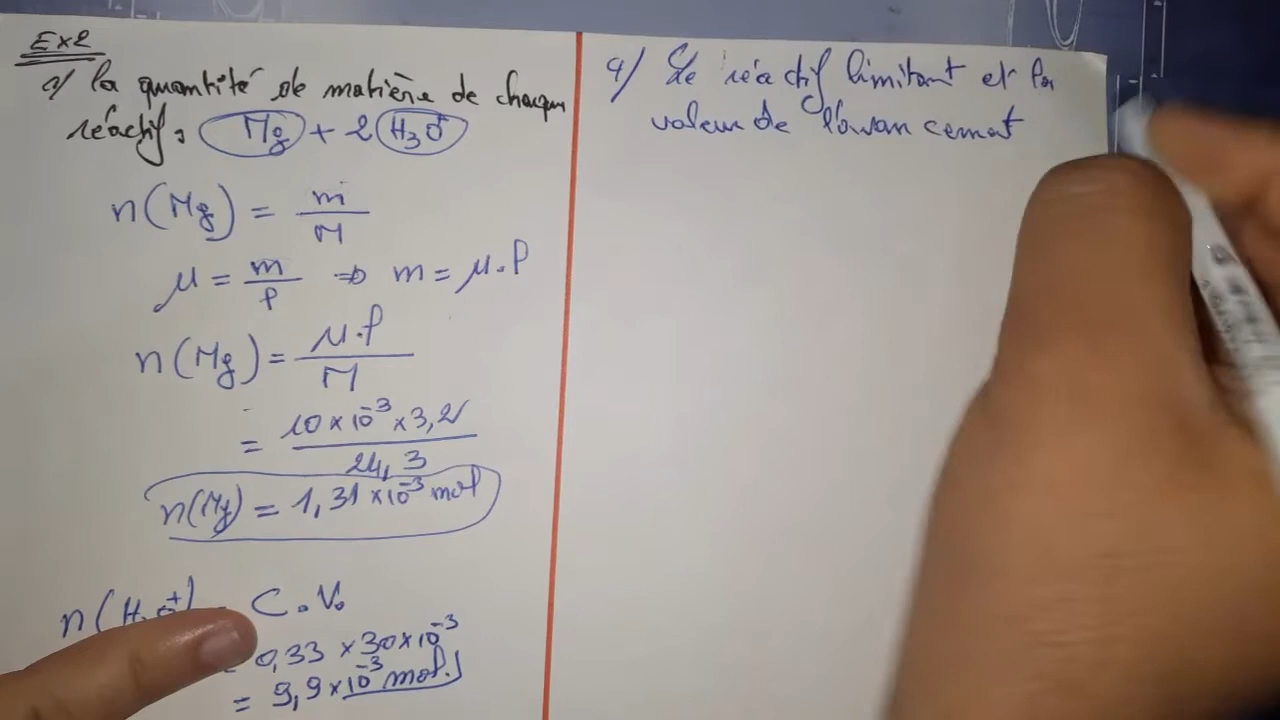 Ex2
a/ la quantité de matière de chaque
réactif : Mg + 2 H3O+
n(Mg) = m / M
μ = m / ℓ ⇒ m = μ.ℓ
n(Mg) = μ.ℓ / M
= 10×10⁻³×3,2 / 24,3
n(Mg) = 1,31×10⁻³ mol
n(H3O+) = C.V.
= 0,33 × 30×10⁻³
= 9,9×10⁻³ mol.
4/ Le réactif limitant et la
valeur de l'avancement